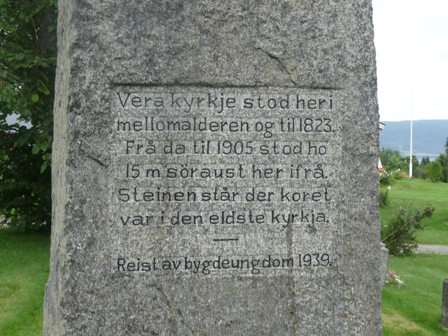 Vera kyrkje stod her i
mellomalderen og til 1823.
Frå da til 1905 stod ho
15 m söraust her ifrå.
Steinen står der koret
var i den eldste kyrkja.
—
Reist av bygdeungdom 1939.